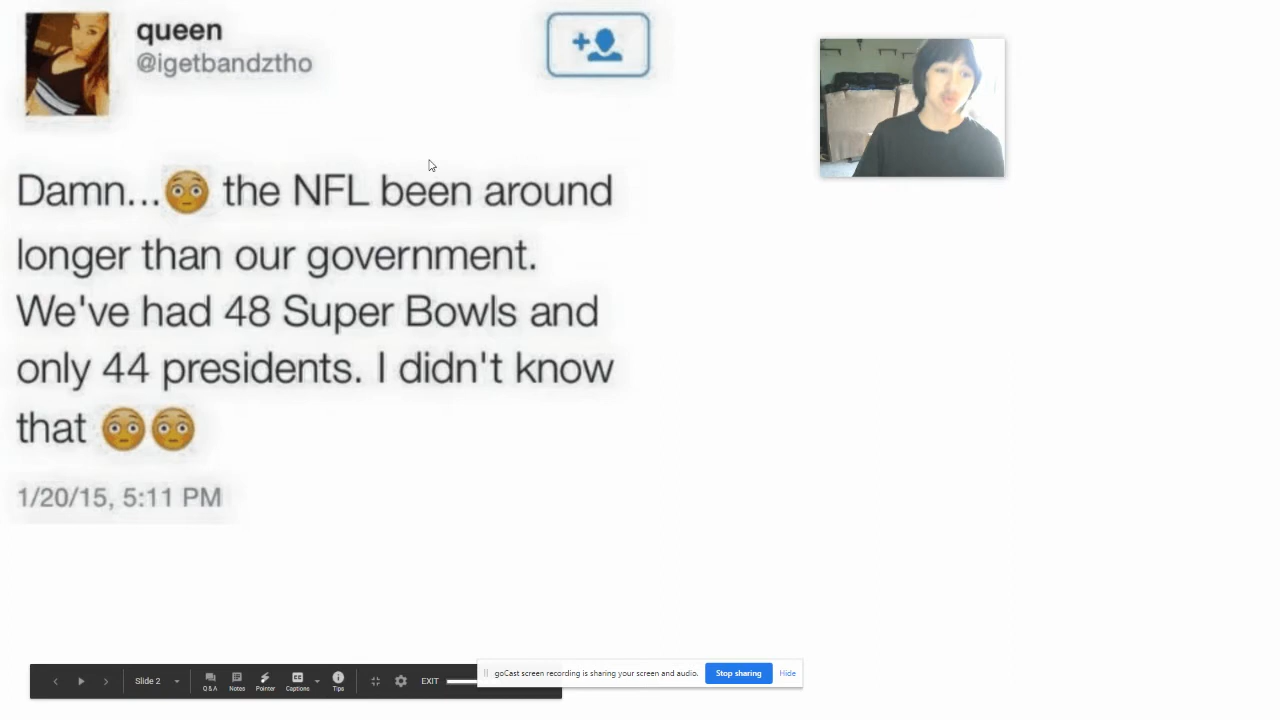 queen
@igetbandztho
Damn...😳 the NFL been around
longer than our government.
We've had 48 Super Bowls and
only 44 presidents. I didn't know
that 😳😳
1/20/15, 5:11 PM
Slide 2
Q & A
Notes
Pointer
Captions
Tips
EXIT
goCast screen recording is sharing your screen and audio.
Stop sharing
Hide